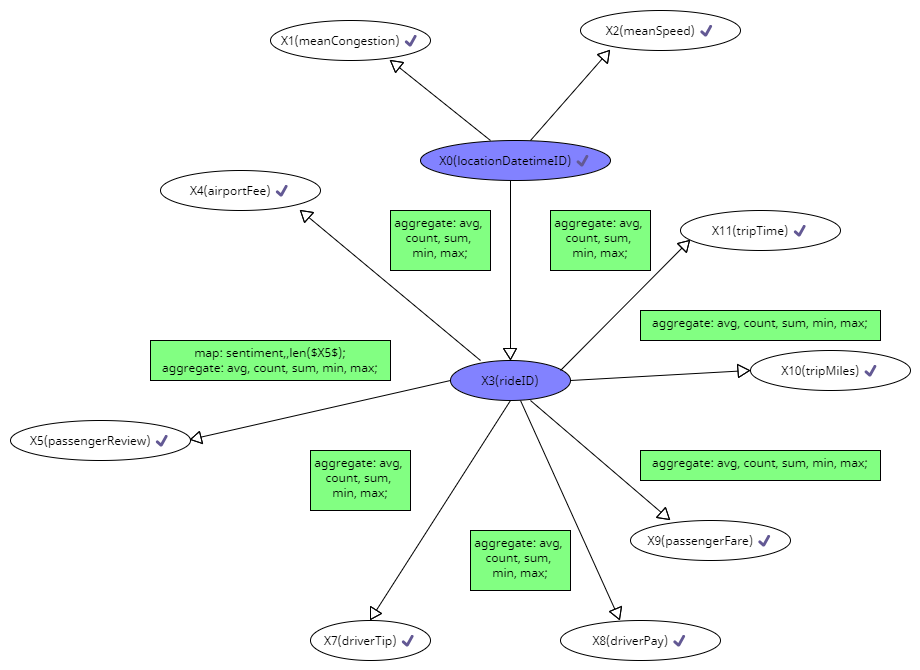 X2(meanSpeed)
X1(meanCongestion)
X0(locationDatetimeID)
X4(airportFee)
aggregate: avg,
count, sum,
min, max;
aggregate: avg,
count, sum,
min, max;
X11(tripTime)
aggregate: avg, count, sum, min, max;
map: sentiment,,len($X5$);
aggregate: avg, count, sum, min, max;
X3(rideID)
X10(tripMiles)
X5(passengerReview)
aggregate: avg,
count, sum,
min, max;
aggregate: avg, count, sum, min, max;
aggregate: avg,
count, sum,
min, max;
X9(passengerFare)
X7(driverTip)
X8(driverPay)